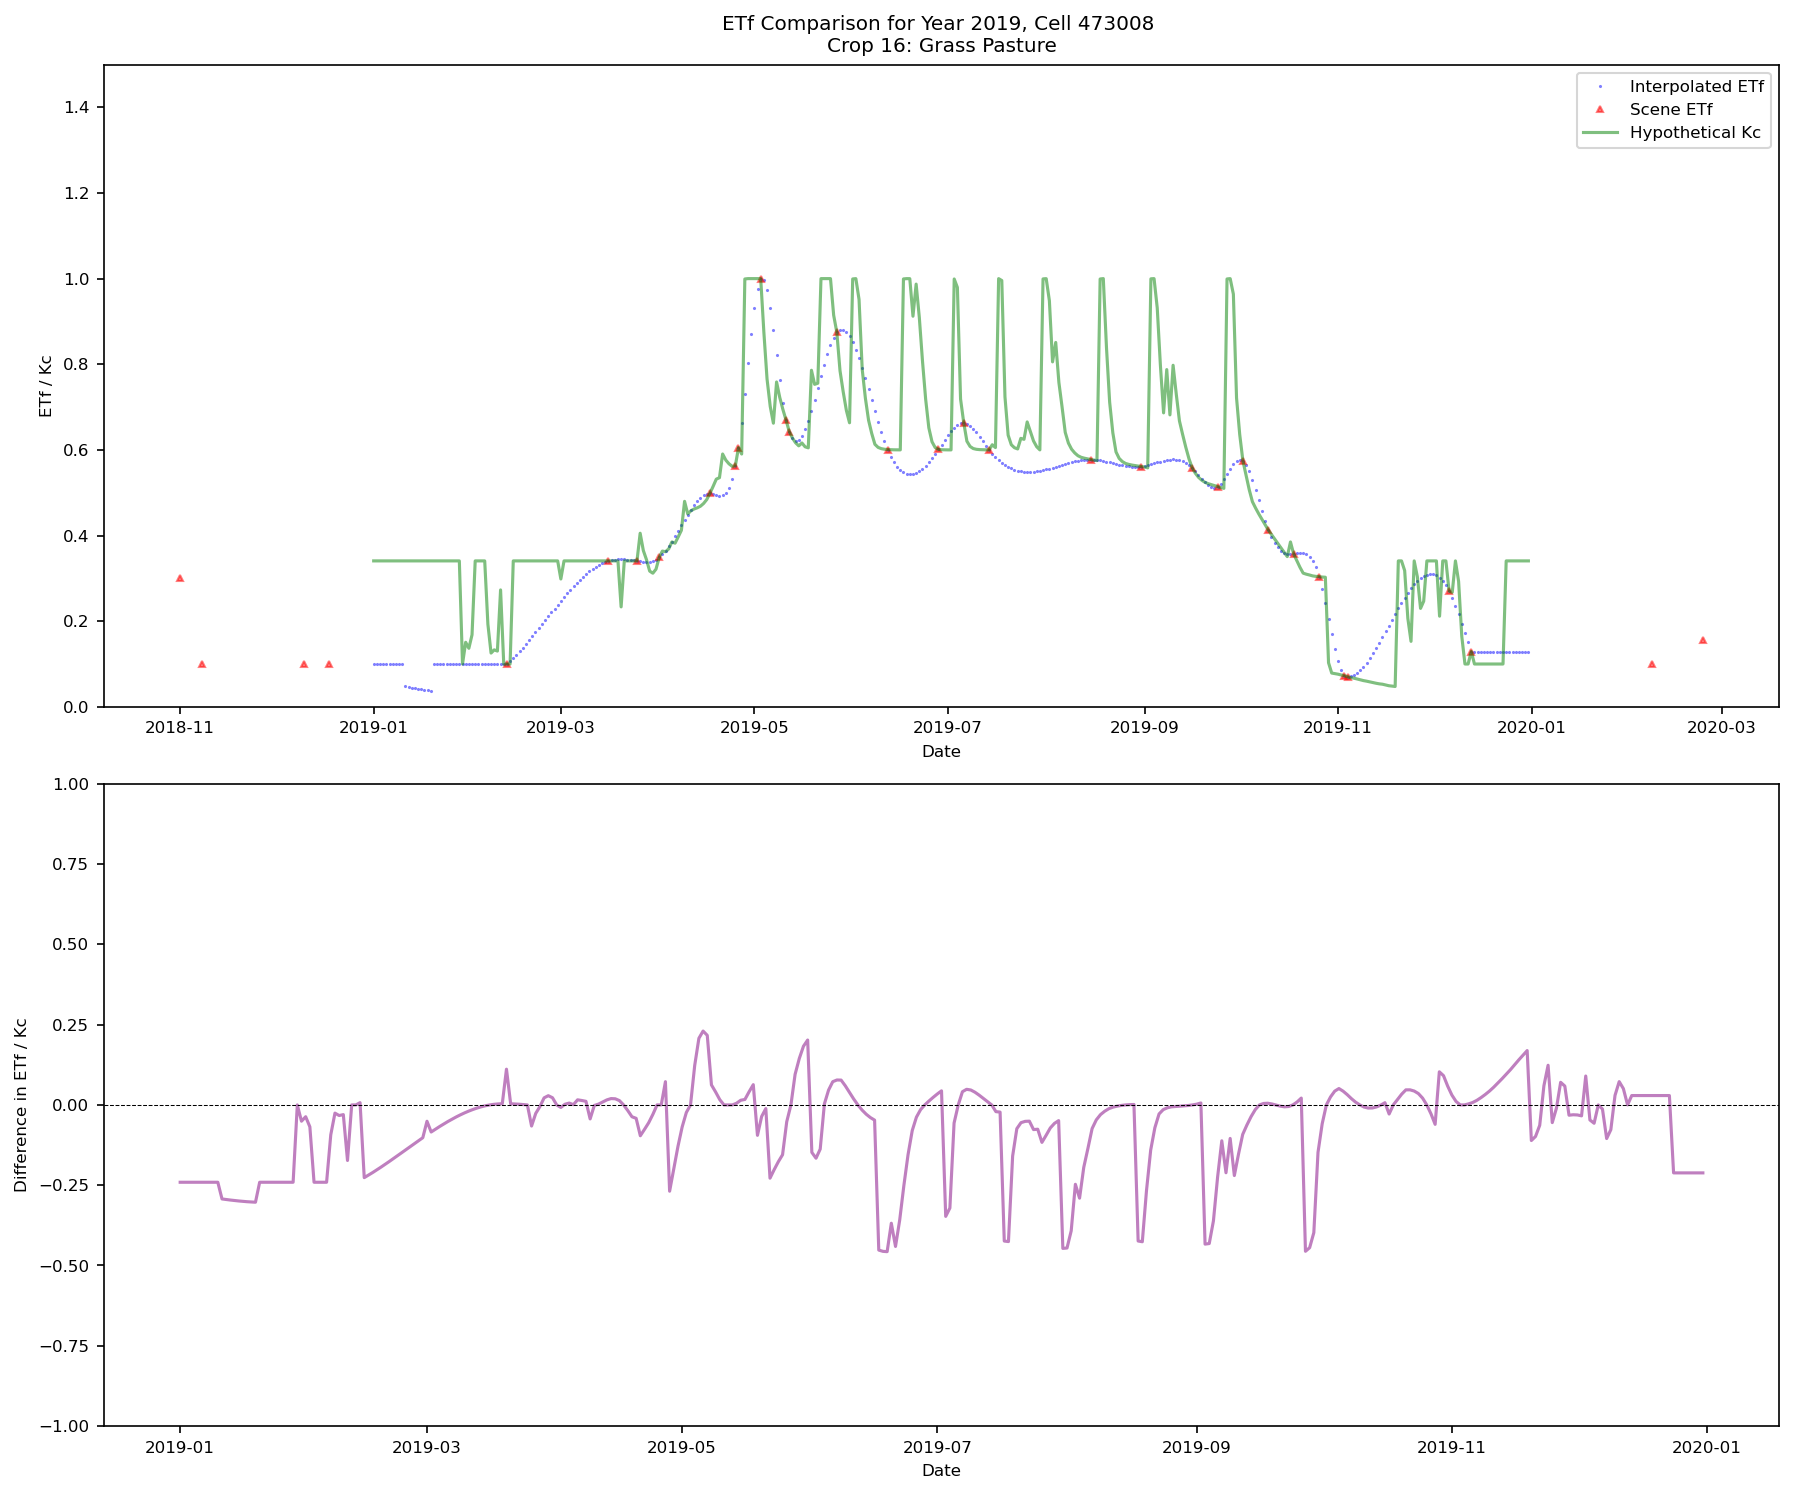 ETf Comparison for Year 2019, Cell 473008
Crop 16: Grass Pasture
Interpolated ETf
Scene ETf
Hypothetical Kc
ETf / Kc
1.4
1.2
1.0
0.8
0.6
0.4
0.2
0.0
2018-11 2019-01 2019-03 2019-05 2019-07 2019-09 2019-11 2020-01 2020-03
Date
Difference in ETf / Kc
1.00
0.75
0.50
0.25
0.00
−0.25
−0.50
−0.75
−1.00
2019-01 2019-03 2019-05 2019-07 2019-09 2019-11 2020-01
Date